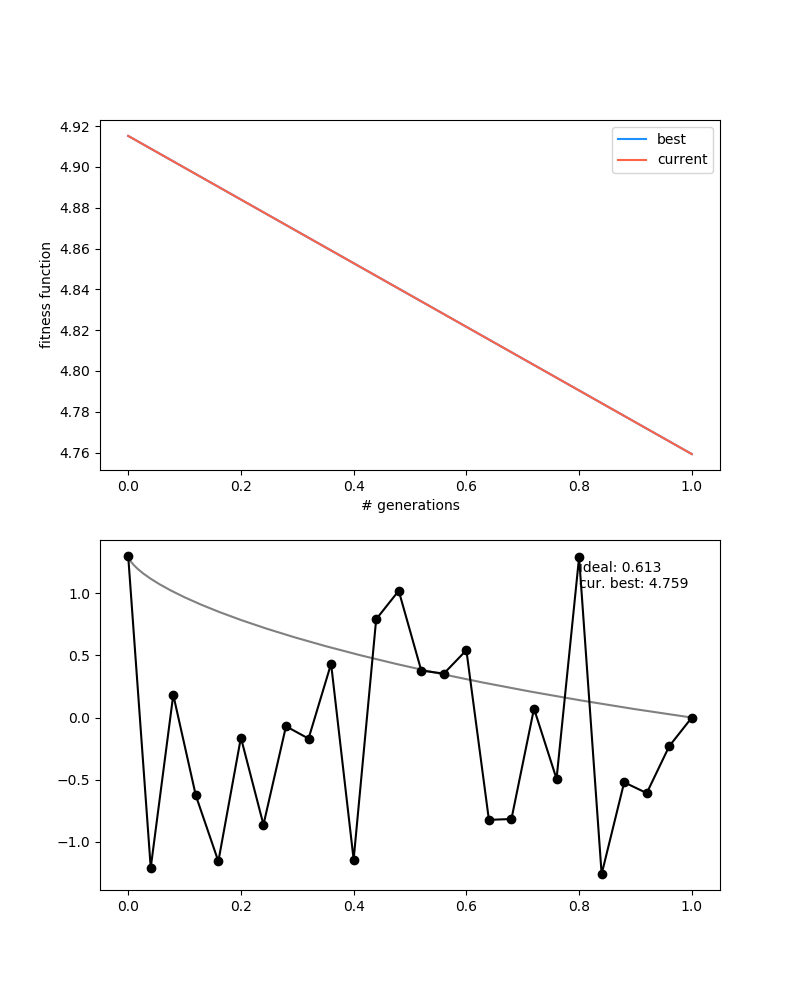 4.92
4.90
4.88
4.86
4.84
4.82
4.80
4.78
4.76
fitness function
best
current
0.0 0.2 0.4 0.6 0.8 1.0
# generations
1.0
0.5
0.0
−0.5
−1.0
ideal: 0.613
cur. best: 4.759
0.0 0.2 0.4 0.6 0.8 1.0